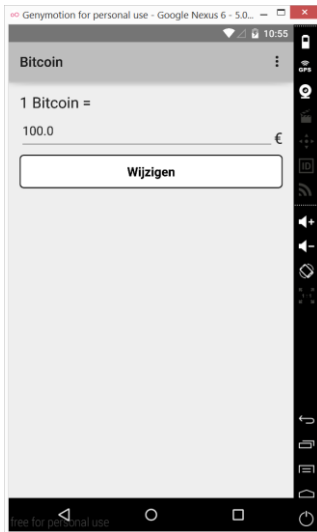 Genymotion for personal use - Google Nexus 6 - 5.0...
10:55
Bitcoin
GPS
1 Bitcoin =
100.0
€
ID
Wijzigen
free for personal use